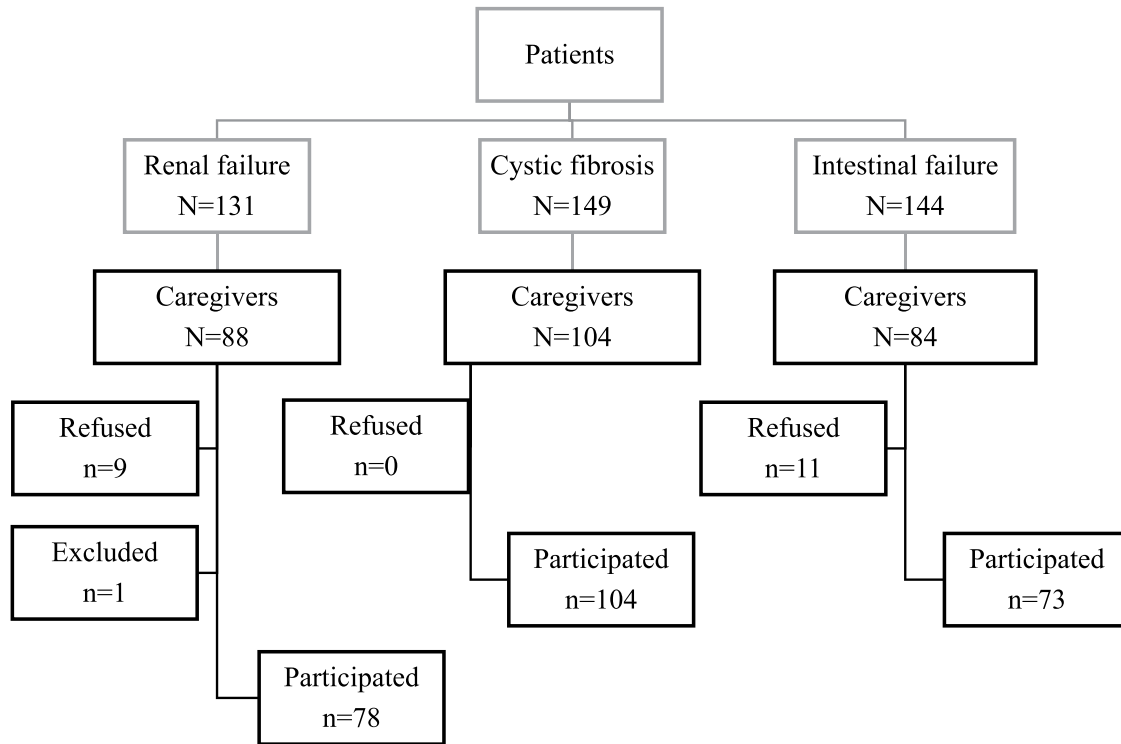 Patients
Renal failure
N=131
Cystic fibrosis
N=149
Intestinal failure
N=144
Caregivers
N=88
Caregivers
N=104
Caregivers
N=84
Refused
n=9
Refused
n=0
Refused
n=11
Excluded
n=1
Participated
n=104
Participated
n=73
Participated
n=78